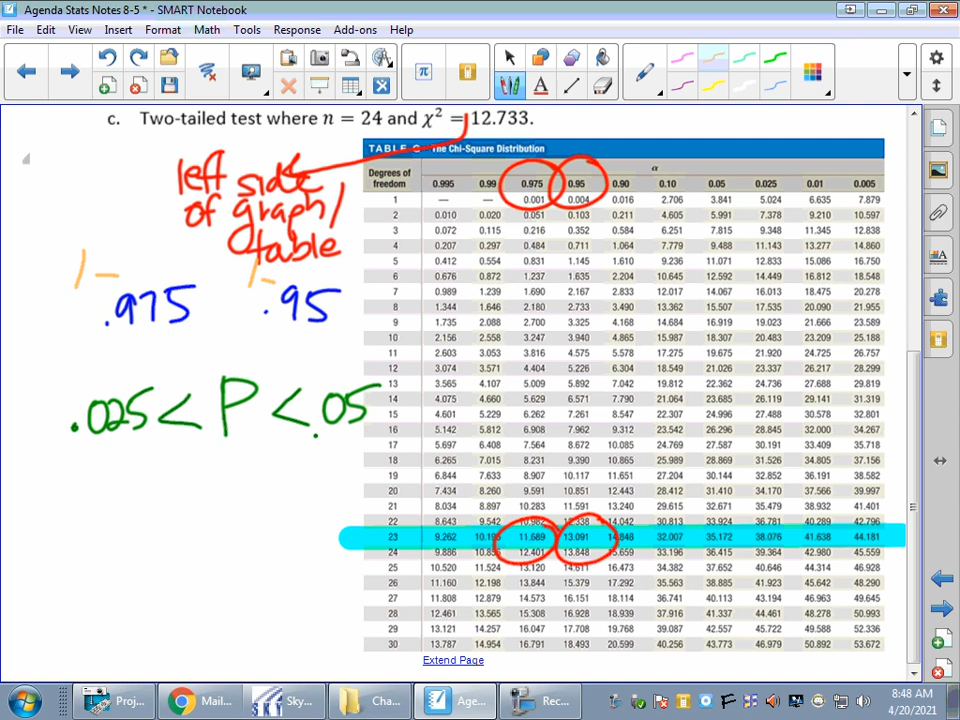 Agenda Stats Notes 8-5 * - SMART Notebook
File Edit View Insert Format Math Tools Response Add-ons Help
c. Two-tailed test where n = 24 and χ² = 12.733.
left side
of graph/
table
1 - 1 -
.975 .95
.025 < P < .05
TABLE G The Chi-Square Distribution
Degrees of freedom α
0.995 0.99 0.975 0.95 0.90 0.10 0.05 0.025 0.01 0.005
1 — — 0.001 0.004 0.016 2.706 3.841 5.024 6.635 7.879
2 0.010 0.020 0.051 0.103 0.211 4.605 5.991 7.378 9.210 10.597
3 0.072 0.115 0.216 0.352 0.584 6.251 7.815 9.348 11.345 12.838
4 0.207 0.297 0.484 0.711 1.064 7.779 9.488 11.143 13.277 14.860
5 0.412 0.554 0.831 1.145 1.610 9.236 11.071 12.833 15.086 16.750
6 0.676 0.872 1.237 1.635 2.204 10.645 12.592 14.449 16.812 18.548
7 0.989 1.239 1.690 2.167 2.833 12.017 14.067 16.013 18.475 20.278
8 1.344 1.646 2.180 2.733 3.490 13.362 15.507 17.535 20.090 21.955
9 1.735 2.088 2.700 3.325 4.168 14.684 16.919 19.023 21.666 23.589
10 2.156 2.558 3.247 3.940 4.865 15.987 18.307 20.483 23.209 25.188
11 2.603 3.053 3.816 4.575 5.578 17.275 19.675 21.920 24.725 26.757
12 3.074 3.571 4.404 5.226 6.304 18.549 21.026 23.337 26.217 28.299
13 3.565 4.107 5.009 5.892 7.042 19.812 22.362 24.736 27.688 29.819
14 4.075 4.660 5.629 6.571 7.790 21.064 23.685 26.119 29.141 31.319
15 4.601 5.229 6.262 7.261 8.547 22.307 24.996 27.488 30.578 32.801
16 5.142 5.812 6.908 7.962 9.312 23.542 26.296 28.845 32.000 34.267
17 5.697 6.408 7.564 8.672 10.085 24.769 27.587 30.191 33.409 35.718
18 6.265 7.015 8.231 9.390 10.865 25.989 28.869 31.526 34.805 37.156
19 6.844 7.633 8.907 10.117 11.651 27.204 30.144 32.852 36.191 38.582
20 7.434 8.260 9.591 10.851 12.443 28.412 31.410 34.170 37.566 39.997
21 8.034 8.897 10.283 11.591 13.240 29.615 32.671 35.479 38.932 41.401
22 8.643 9.542 10.982 12.338 14.042 30.813 33.924 36.781 40.289 42.796
23 9.262 10.196 11.689 13.091 14.848 32.007 35.172 38.076 41.638 44.181
24 9.886 10.856 12.401 13.848 15.659 33.196 36.415 39.364 42.980 45.559
25 10.520 11.524 13.120 14.611 16.473 34.382 37.652 40.646 44.314 46.928
26 11.160 12.198 13.844 15.379 17.292 35.563 38.885 41.923 45.642 48.290
27 11.808 12.879 14.573 16.151 18.114 36.741 40.113 43.194 46.963 49.645
28 12.461 13.565 15.308 16.928 18.939 37.916 41.337 44.461 48.278 50.993
29 13.121 14.257 16.047 17.708 19.768 39.087 42.557 45.722 49.588 52.336
30 13.787 14.954 16.791 18.493 20.599 40.256 43.773 46.979 50.892 53.672
Extend Page
Proj... Mail... Sky... Cha... Age... Rec...
8:48 AM
4/20/2021